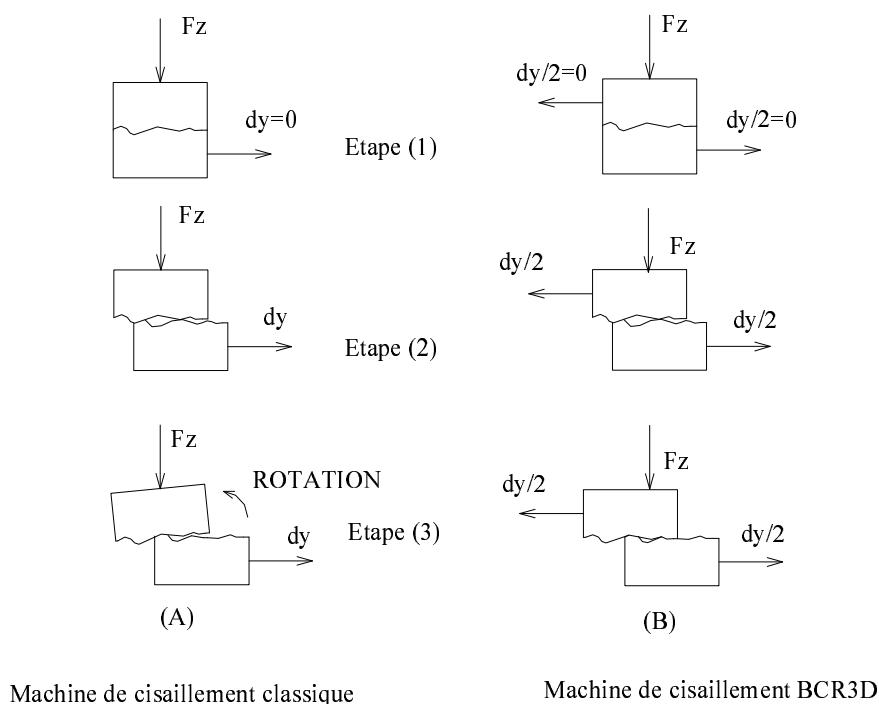 Fz
dy=0
Etape (1)
Fz
dy/2=0
dy/2=0
Fz
dy
Etape (2)
Fz
dy/2
dy/2
Fz
ROTATION
dy
Etape (3)
Fz
dy/2
dy/2
(A)
(B)
Machine de cisaillement classique
Machine de cisaillement BCR3D